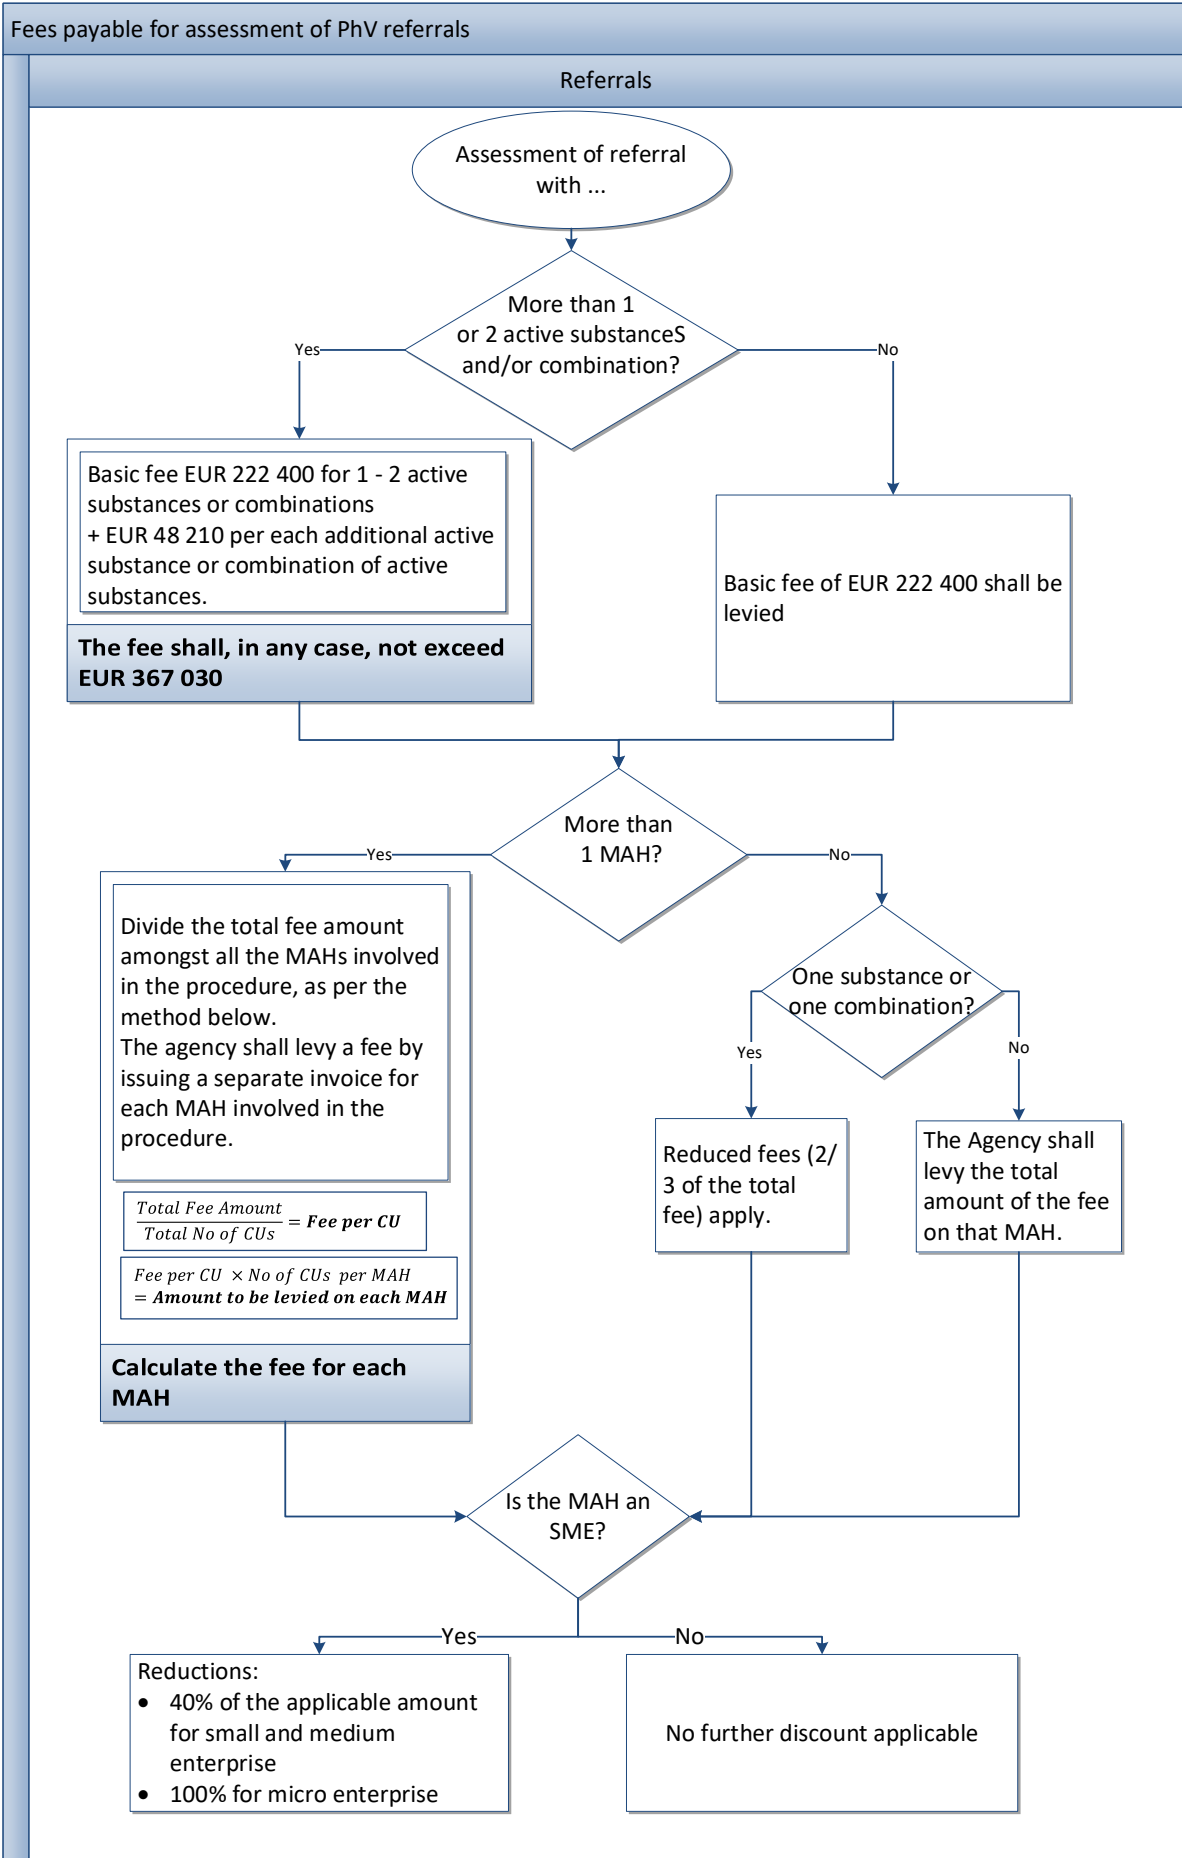 Fees payable for assessment of PhV referrals
Referrals
Assessment of referral
with ...
More than 1
or 2 active substanceS
and/or combination?
Yes
No
Basic fee EUR 222 400 for 1 - 2 active
substances or combinations
+ EUR 48 210 per each additional active
substance or combination of active
substances.
The fee shall, in any case, not exceed
EUR 367 030
Basic fee of EUR 222 400 shall be
levied
More than
1 MAH?
Yes
No
Divide the total fee amount
amongst all the MAHs involved
in the procedure, as per the
method below.
The agency shall levy a fee by
issuing a separate invoice for
each MAH involved in the
procedure.
Total Fee Amount
Total No of CUs
= Fee per CU
Fee per CU × No of CUs per MAH
= Amount to be levied on each MAH
Calculate the fee for each
MAH
One substance or
one combination?
Yes
No
Reduced fees (2/
3 of the total
fee) apply.
The Agency shall
levy the total
amount of the fee
on that MAH.
Is the MAH an
SME?
Yes
No
Reductions:
• 40% of the applicable amount
for small and medium
enterprise
• 100% for micro enterprise
No further discount applicable